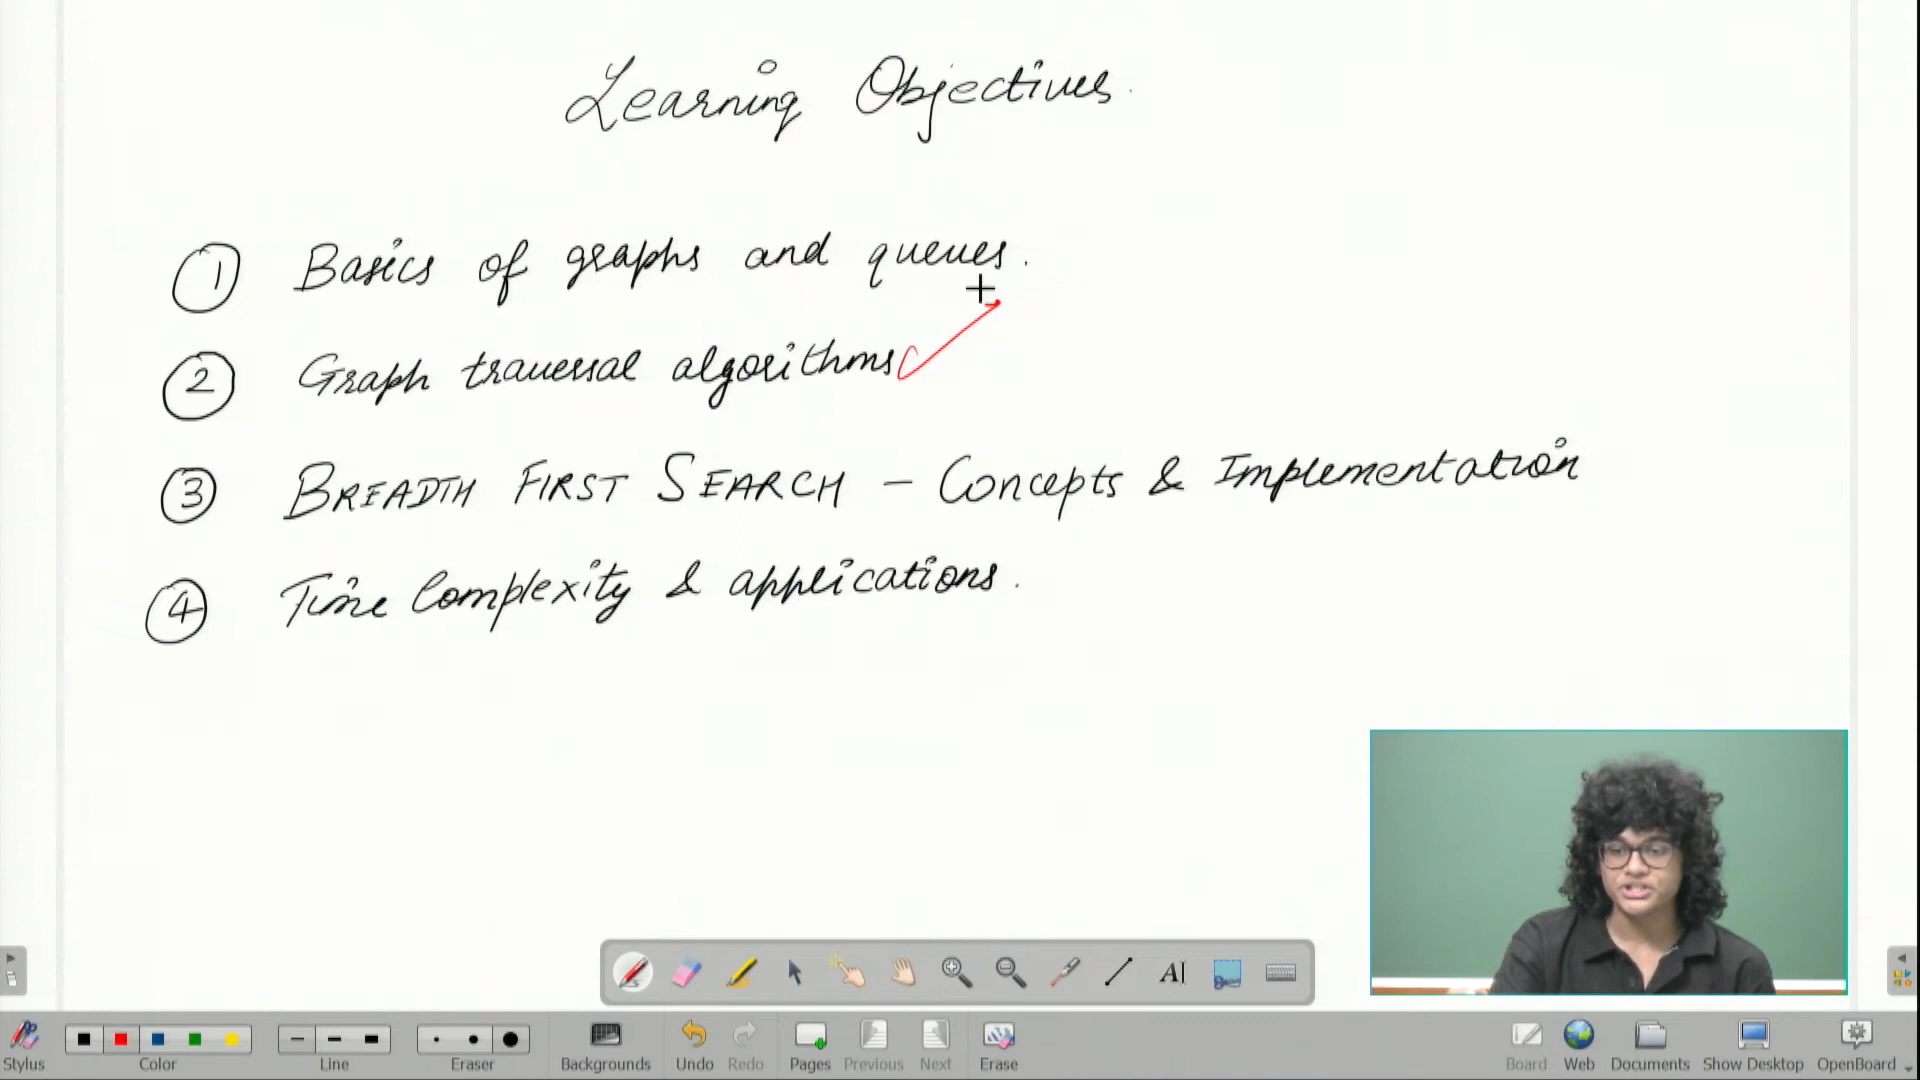 Learning Objectives.
1 Basics of graphs and queues.
2 Graph traversal algorithms
3 BREADTH FIRST SEARCH - Concepts & Implementation
4 Time Complexity & applications.
Stylus
Color
Line
Eraser
Backgrounds
Undo
Redo
Pages
Previous
Next
Erase
Board
Web
Documents
Show Desktop
OpenBoard